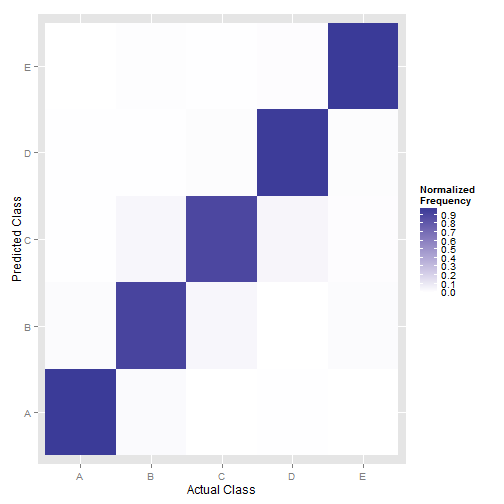 E
D
C
B
A
Predicted Class
A B C D E
Actual Class
Normalized
Frequency
0.9
0.8
0.7
0.6
0.5
0.4
0.3
0.2
0.1
0.0